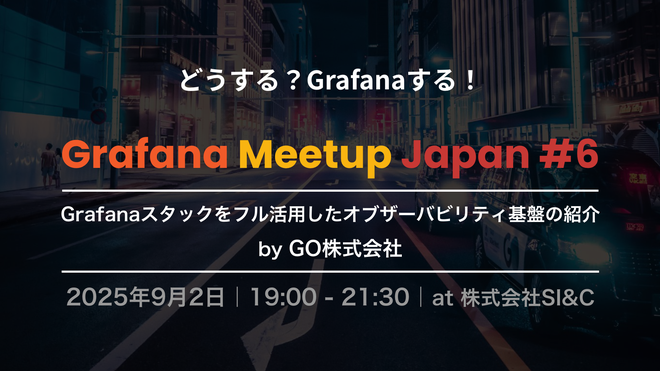 どうする？Grafanaする！
Grafana Meetup Japan #6
Grafanaスタックをフル活用したオブザーバビリティ基盤の紹介
by GO株式会社
2025年9月2日｜19:00 - 21:30｜at 株式会社SI&C